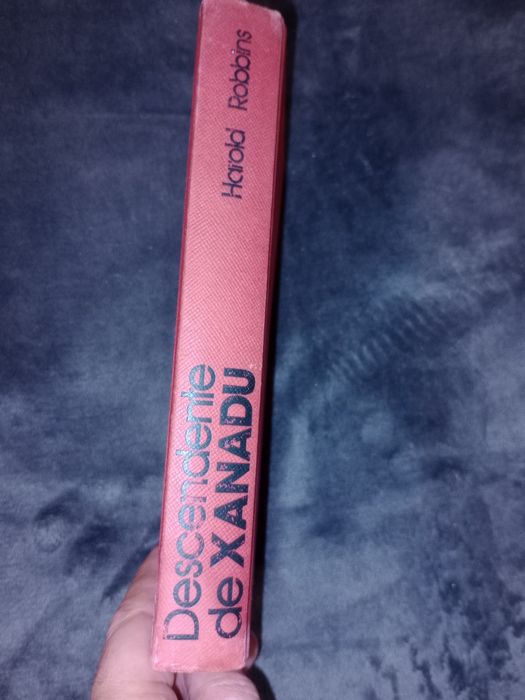 Descendente
de XANADU
Harold Robbins